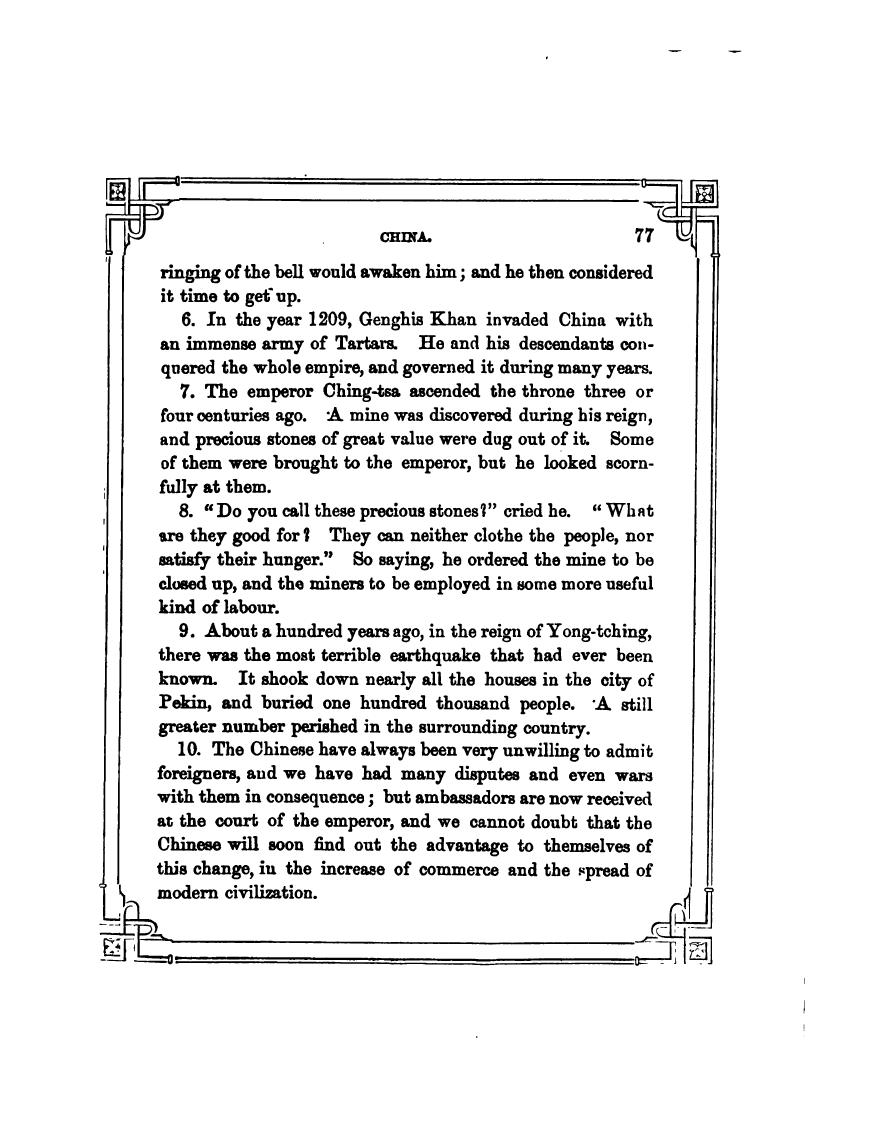 CHINA. 77
ringing of the bell would awaken him; and he then considered
it time to get up.
6. In the year 1209, Genghis Khan invaded China with
an immense army of Tartars. He and his descendants con-
quered the whole empire, and governed it during many years.
7. The emperor Ching-tsa ascended the throne three or
four centuries ago. A mine was discovered during his reign,
and precious stones of great value were dug out of it. Some
of them were brought to the emperor, but he looked scorn-
fully at them.
8. “Do you call these precious stones?” cried he. “What
are they good for? They can neither clothe the people, nor
satisfy their hunger.” So saying, he ordered the mine to be
closed up, and the miners to be employed in some more useful
kind of labour.
9. About a hundred years ago, in the reign of Yong-tching,
there was the most terrible earthquake that had ever been
known. It shook down nearly all the houses in the city of
Pekin, and buried one hundred thousand people. A still
greater number perished in the surrounding country.
10. The Chinese have always been very unwilling to admit
foreigners, and we have had many disputes and even wars
with them in consequence; but ambassadors are now received
at the court of the emperor, and we cannot doubt that the
Chinese will soon find out the advantage to themselves of
this change, in the increase of commerce and the spread of
modern civilization.